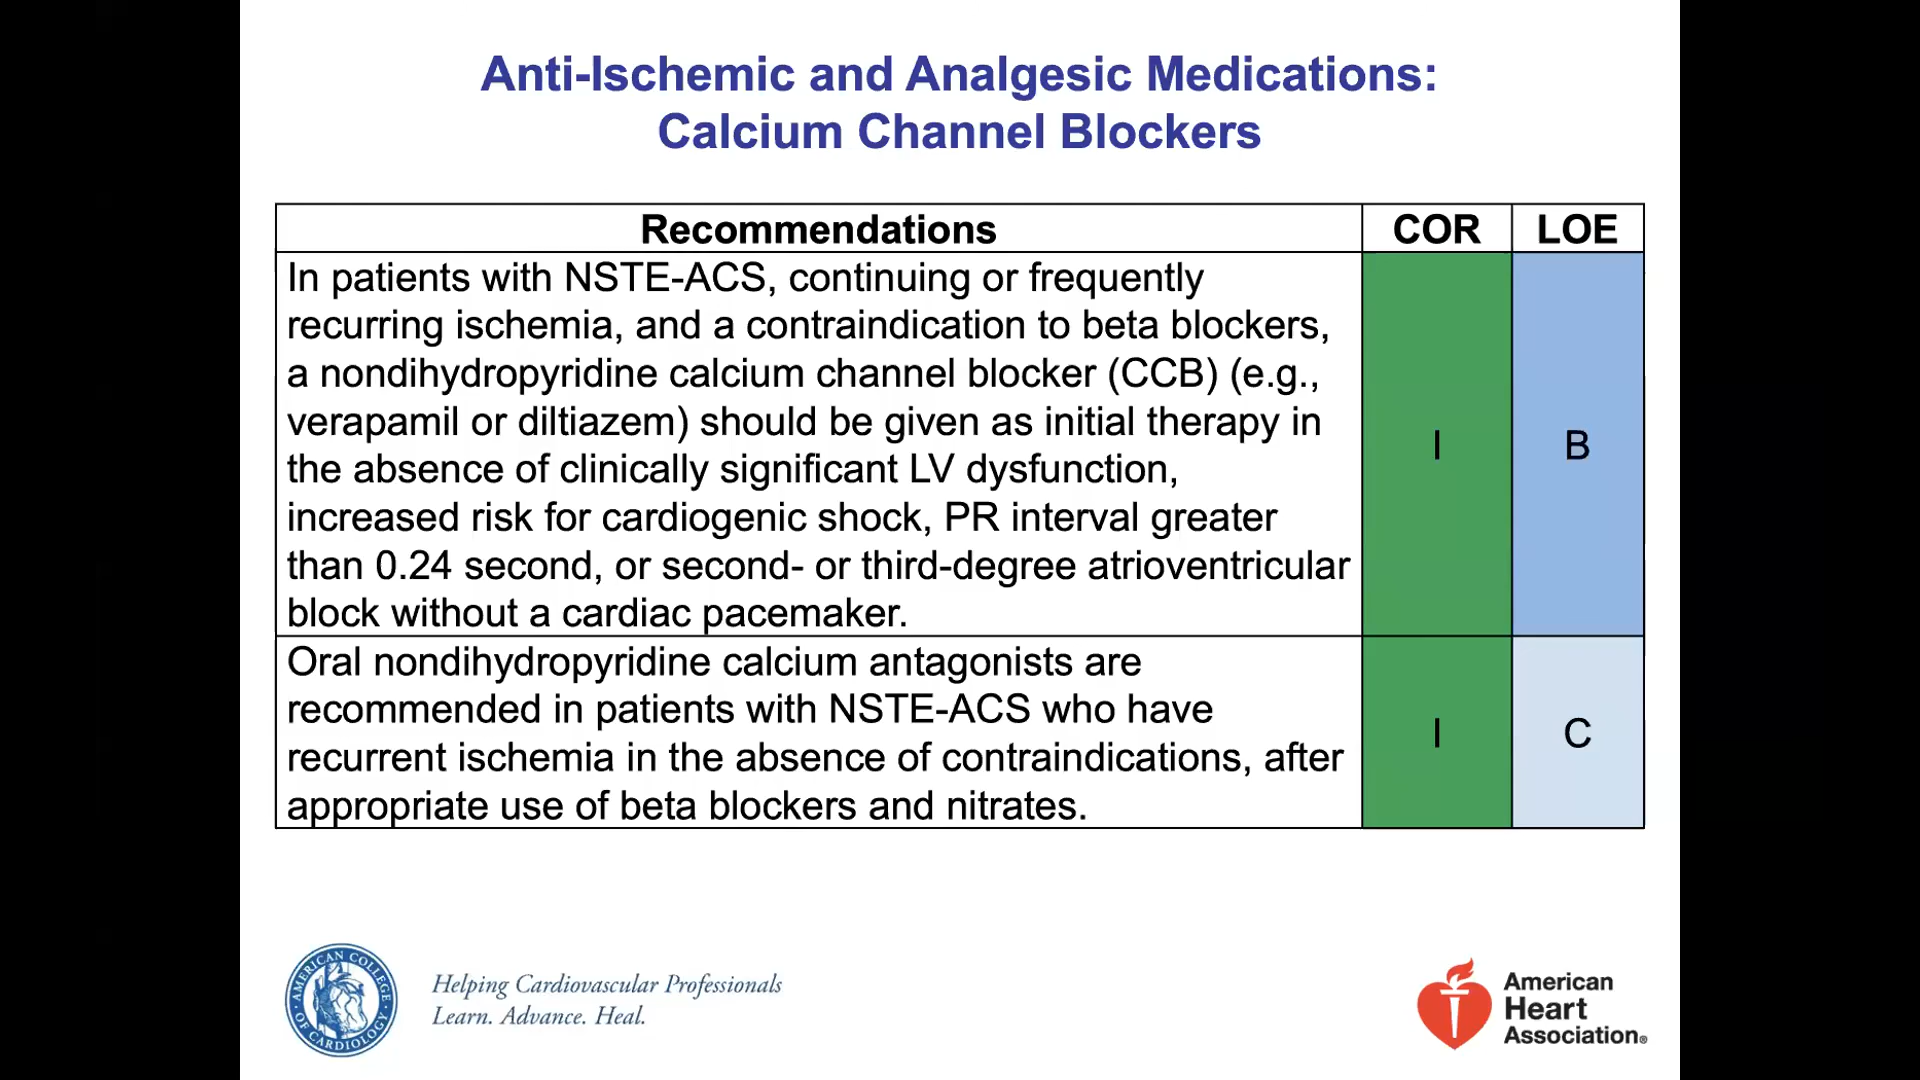 Anti-Ischemic and Analgesic Medications:
Calcium Channel Blockers
Recommendations COR LOE
In patients with NSTE-ACS, continuing or frequently
recurring ischemia, and a contraindication to beta blockers,
a nondihydropyridine calcium channel blocker (CCB) (e.g.,
verapamil or diltiazem) should be given as initial therapy in
the absence of clinically significant LV dysfunction,
increased risk for cardiogenic shock, PR interval greater
than 0.24 second, or second- or third-degree atrioventricular
block without a cardiac pacemaker.
I B
Oral nondihydropyridine calcium antagonists are
recommended in patients with NSTE-ACS who have
recurrent ischemia in the absence of contraindications, after
appropriate use of beta blockers and nitrates.
I C
AMERICAN COLLEGE OF CARDIOLOGY
Helping Cardiovascular Professionals
Learn. Advance. Heal.
American
Heart
Association®